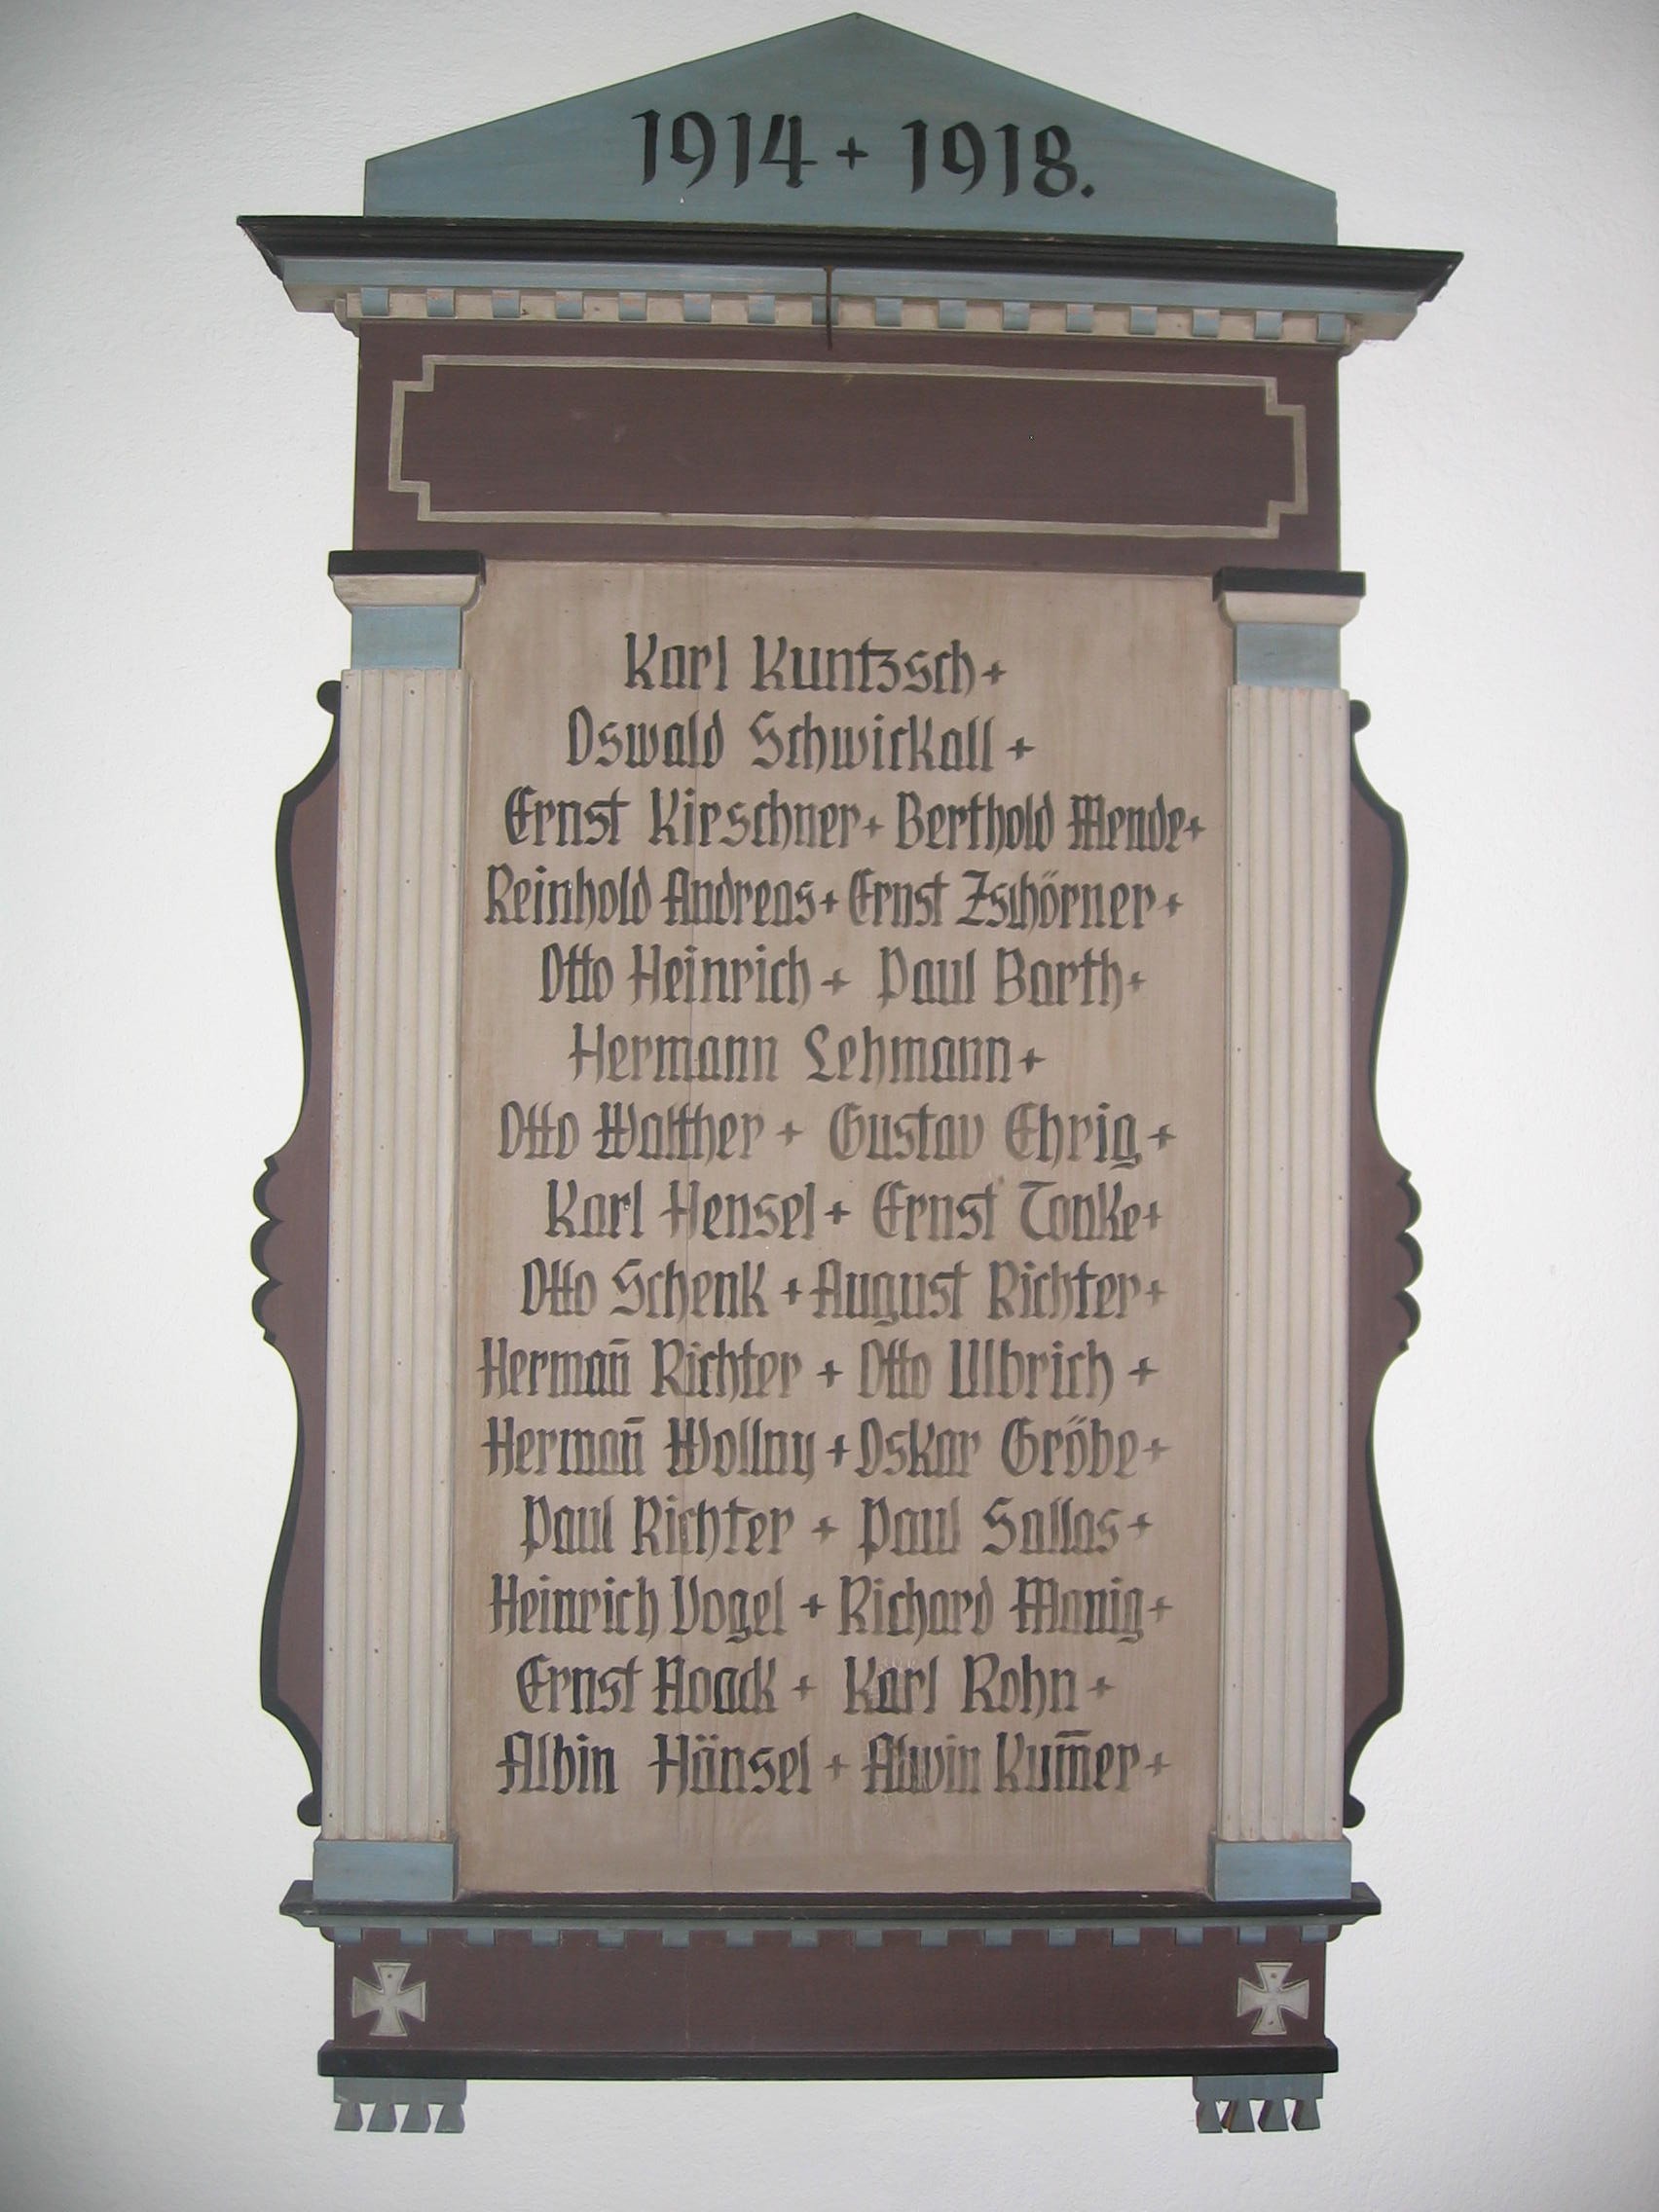 1914 + 1918.
Karl Kuntzsch +
Oswald Schwirkall +
Ernst Kirschner + Berthold Mende +
Reinhold Andreas + Ernst Zschörner +
Otto Heinrich + Paul Barth +
Hermann Lehmann +
Otto Walther + Gustav Ehrig +
Karl Hensel + Ernst Tonke +
Otto Schenk + August Richter +
Hermañ Richter + Otto Ulbrich +
Hermañ Wollny + Oskar Gröbe +
Paul Richter + Paul Sallas +
Heinrich Vogel + Richard Manig +
Ernst Noack + Karl Rohn +
Albin Hänsel + Alwin Kum̅er +